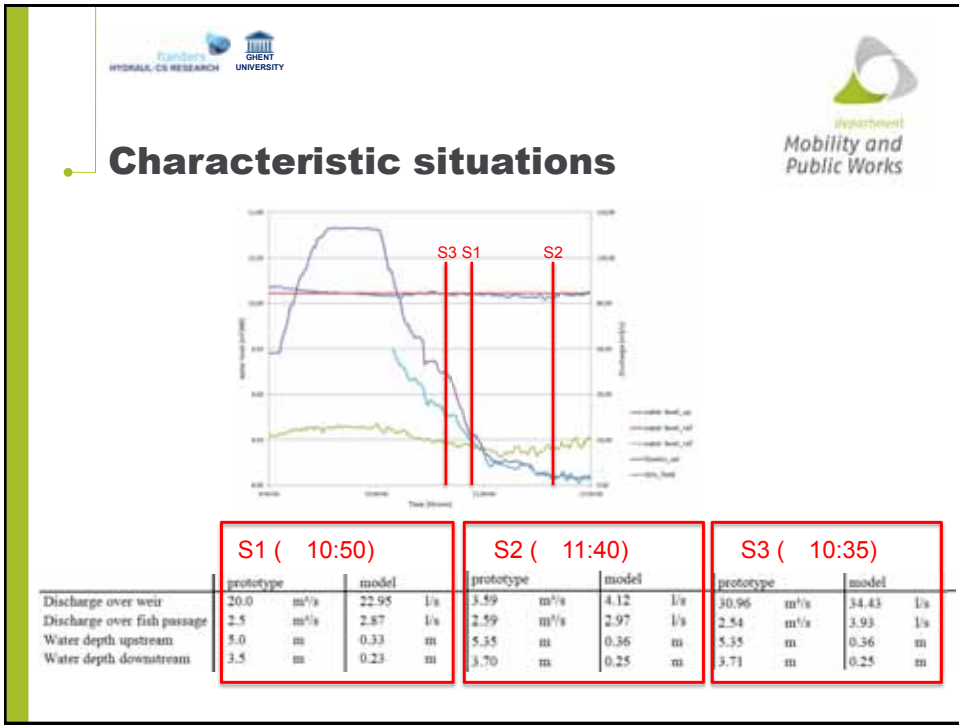 flanders
HYDRAULICS RESEARCH
GHENT
UNIVERSITY
department
Mobility and
Public Works
Characteristic situations
S3 S1 S2
Time [hh:mm]
S1 ( 10:50) S2 ( 11:40) S3 ( 10:35)
prototype model prototype model prototype model
Discharge over weir 20.0 m³/s 22.95 l/s 3.59 m³/s 4.12 l/s 30.96 m³/s 34.43 l/s
Discharge over fish passage 2.5 m³/s 2.87 l/s 2.59 m³/s 2.97 l/s 2.54 m³/s 3.93 l/s
Water depth upstream 5.0 m 0.33 m 5.35 m 0.36 m 5.35 m 0.36 m
Water depth downstream 3.5 m 0.23 m 3.70 m 0.25 m 3.71 m 0.25 m